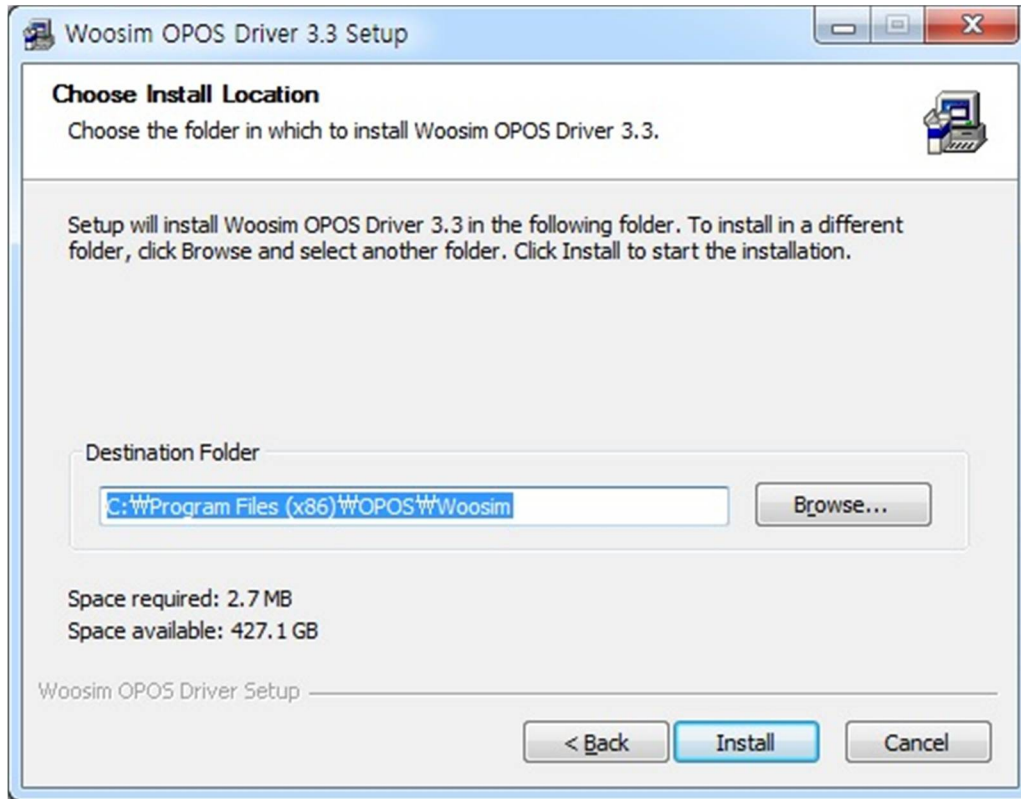 Woosim OPOS Driver 3.3 Setup
Choose Install Location
Choose the folder in which to install Woosim OPOS Driver 3.3.
Setup will install Woosim OPOS Driver 3.3 in the following folder. To install in a different
folder, click Browse and select another folder. Click Install to start the installation.
Destination Folder
C:₩Program Files (x86)₩OPOS₩Woosim
Browse...
Space required: 2.7 MB
Space available: 427.1 GB
Woosim OPOS Driver Setup
< Back
Install
Cancel